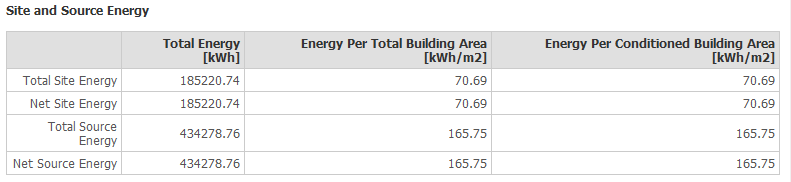 Site and Source Energy
Total Energy [kWh] Energy Per Total Building Area [kWh/m2] Energy Per Conditioned Building Area [kWh/m2]
Total Site Energy 185220.74 70.69 70.69
Net Site Energy 185220.74 70.69 70.69
Total Source Energy 434278.76 165.75 165.75
Net Source Energy 434278.76 165.75 165.75